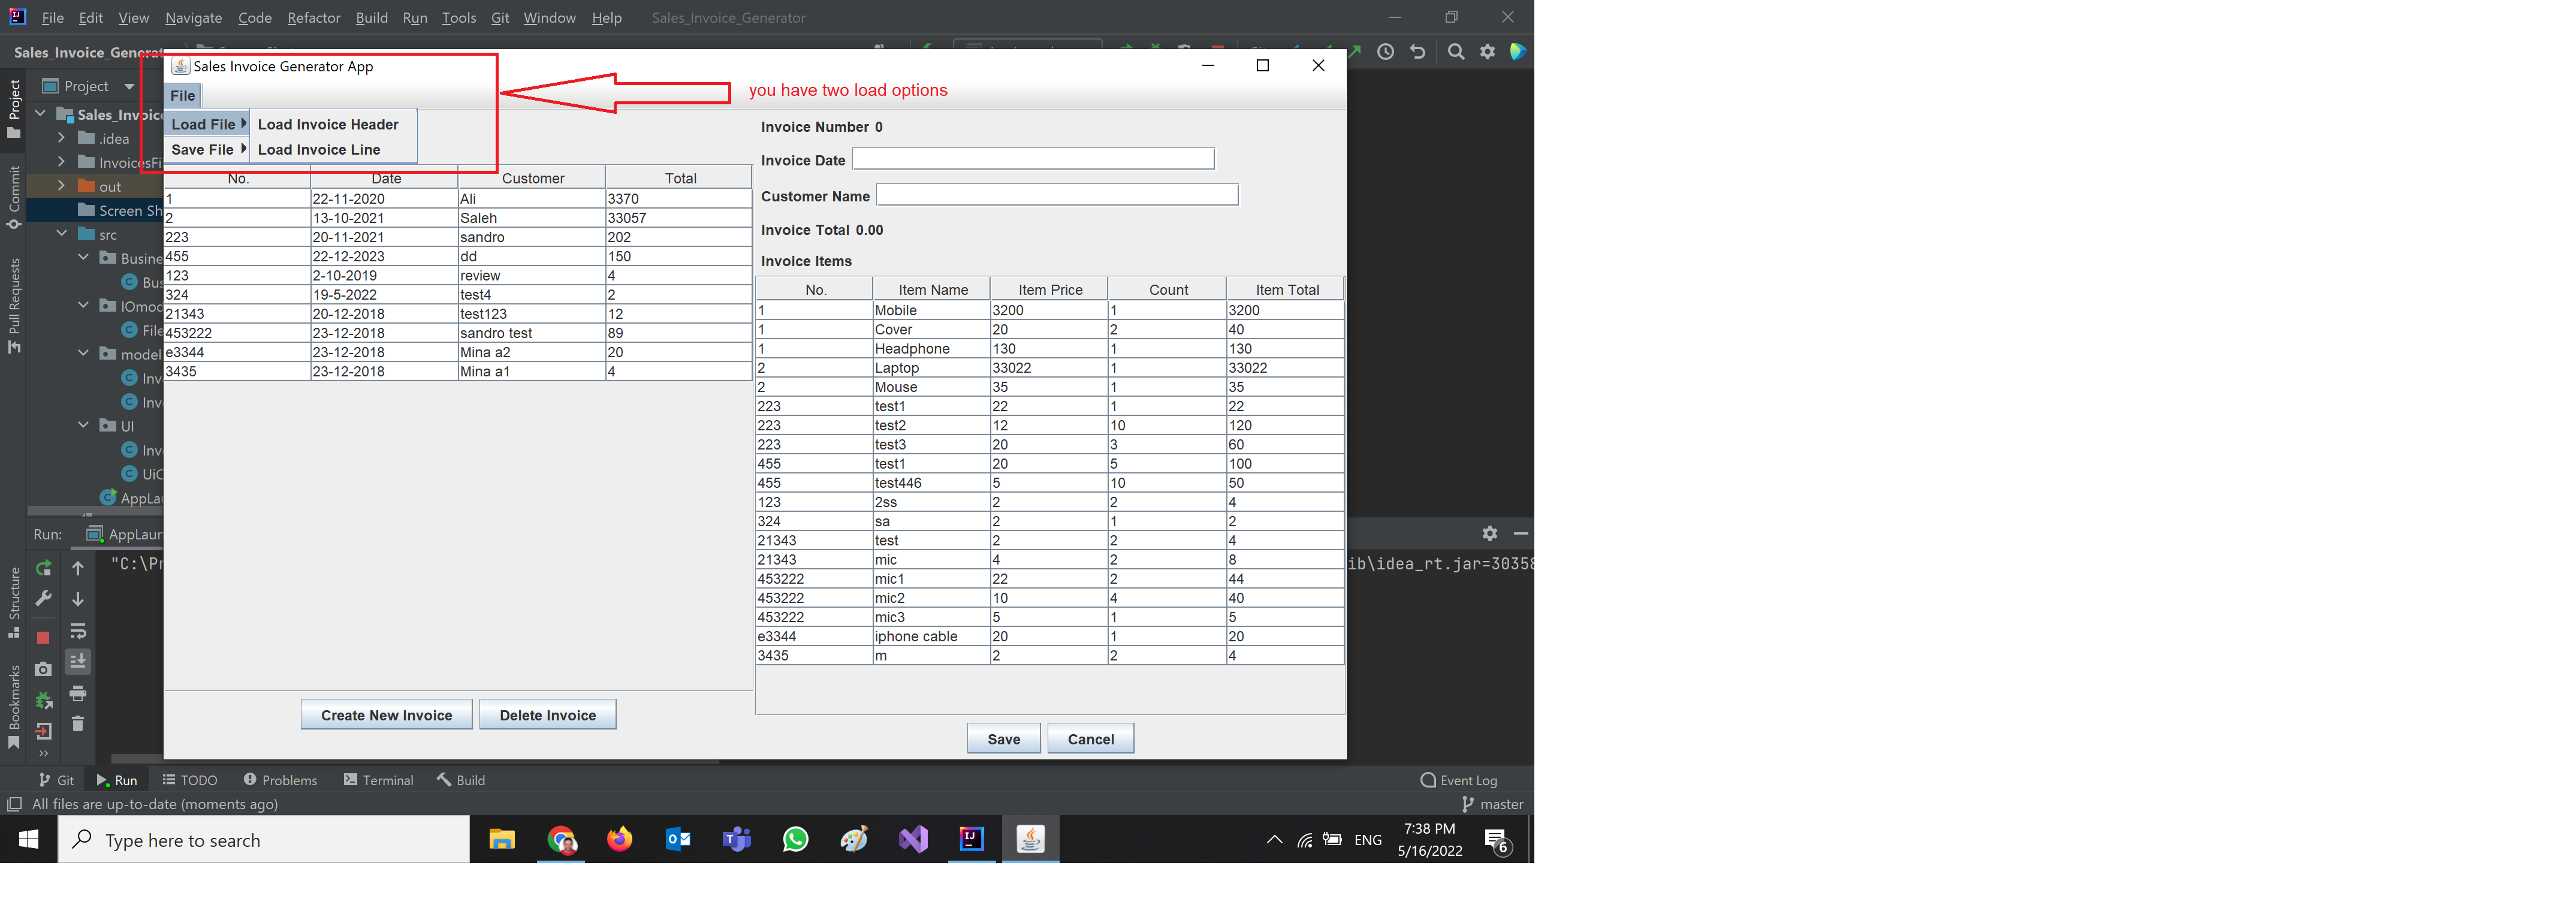 File Edit View Navigate Code Refactor Build Run Tools Git Window Help Sales_Invoice_Generator
Sales_Invoice_Generat
Sales Invoice Generator App
File
you have two load options
Load File Load Invoice Header
Save File Load Invoice Line
No. Date Customer Total
1 22-11-2020 Ali 3370
2 13-10-2021 Saleh 33057
223 20-11-2021 sandro 202
455 22-12-2023 dd 150
123 2-10-2019 review 4
324 19-5-2022 test4 2
21343 20-12-2018 test123 12
453222 23-12-2018 sandro test 89
e3344 23-12-2018 Mina a2 20
3435 23-12-2018 Mina a1 4
Create New Invoice Delete Invoice
Invoice Number 0
Invoice Date
Customer Name
Invoice Total 0.00
Invoice Items
No. Item Name Item Price Count Item Total
1 Mobile 3200 1 3200
1 Cover 20 2 40
1 Headphone 130 1 130
2 Laptop 33022 1 33022
2 Mouse 35 1 35
223 test1 22 1 22
223 test2 12 10 120
223 test3 20 3 60
455 test1 20 5 100
455 test446 5 10 50
123 2ss 2 2 4
324 sa 2 1 2
21343 test 2 2 4
21343 mic 4 2 8
453222 mic1 22 2 44
453222 mic2 10 4 40
453222 mic3 5 1 5
e3344 iphone cable 20 1 20
3435 m 2 2 4
Save Cancel
Project
Commit
Pull Requests
Structure
Bookmarks
Project
Sales_Invoic
.idea
InvoicesFi
out
Screen Sh
src
Busine
Bus
IOmod
File
model
Inv
Inv
UI
Inv
UiC
AppLau
Run: AppLaun
"C:\Pr
ib\idea_rt.jar=30358
Git Run TODO Problems Terminal Build Event Log
All files are up-to-date (moments ago) master
Type here to search
ENG
7:38 PM
5/16/2022
6